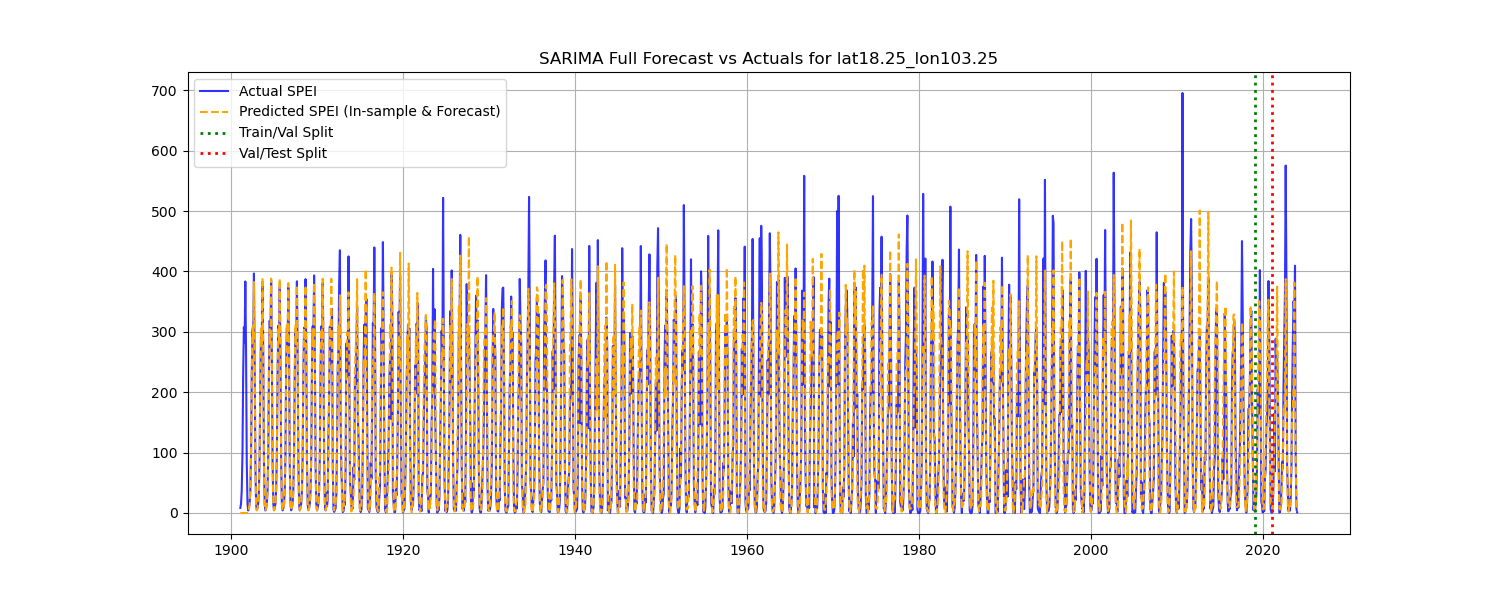 SARIMA Full Forecast vs Actuals for lat18.25_lon103.25
Actual SPEI
Predicted SPEI (In-sample & Forecast)
Train/Val Split
Val/Test Split
700
600
500
400
300
200
100
0
1900 1920 1940 1960 1980 2000 2020